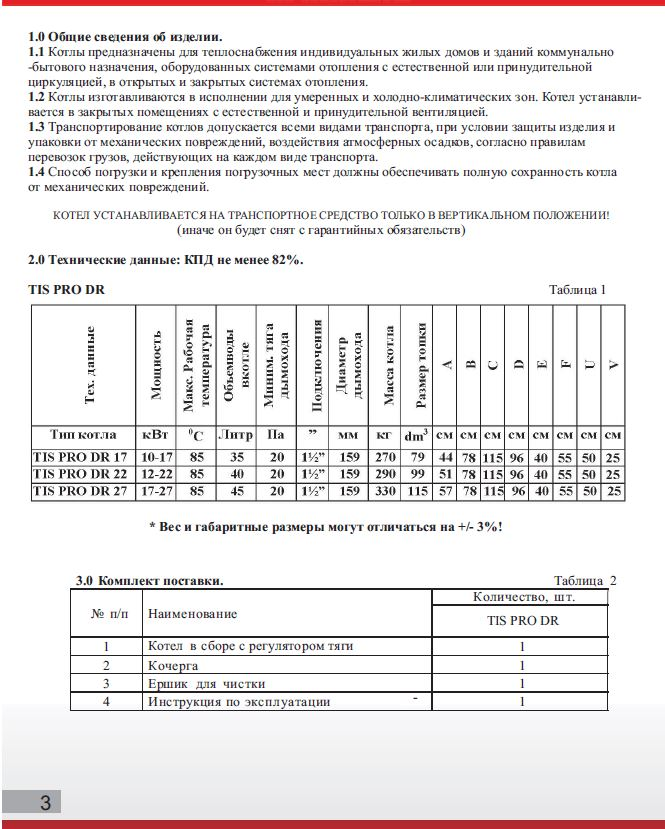 1.0 Общие сведения об изделии.
1.1 Котлы предназначены для теплоснабжения индивидуальных жилых домов и зданий коммунально
-бытового назначения, оборудованных системами отопления с естественной или принудительной
циркуляцией, в открытых и закрытых системах отопления.
1.2 Котлы изготавливаются в исполнении для умеренных и холодно-климатических зон. Котел устанавли-
вается в закрытых помещениях с естественной и принудительной вентиляцией.
1.3 Транспортирование котлов допускается всеми видами транспорта, при условии защиты изделия и
упаковки от механических повреждений, воздействия атмосферных осадков, согласно правилам
перевозок грузов, действующих на каждом виде транспорта.
1.4 Способ погрузки и крепления погрузочных мест должны обеспечивать полную сохранность котла
от механических повреждений.
КОТЕЛ УСТАНАВЛИВАЕТСЯ НА ТРАНСПОРТНОЕ СРЕДСТВО ТОЛЬКО В ВЕРТИКАЛЬНОМ ПОЛОЖЕНИИ!
(иначе он будет снят с гарантийных обязательств)
2.0 Технические данные: КПД не менее 82%.
TIS PRO DR Таблица 1
Тех. данные Мощность Макс. Рабочая температура Объемводы вкотле Миним. тяга дымохода Подключения Диаметр дымохода Масса котла Размер топки A B C D E F U V
Тип котла кВт ⁰C Литр Па ” мм кг dm³ см см см см см см см см
TIS PRO DR 17 10-17 85 35 20 1½” 159 270 79 44 78 115 96 40 55 50 25
TIS PRO DR 22 12-22 85 40 20 1½” 159 290 99 51 78 115 96 40 55 50 25
TIS PRO DR 27 17-27 85 45 20 1½” 159 330 115 57 78 115 96 40 55 50 25
* Вес и габаритные размеры могут отличаться на +/- 3%!
3.0 Комплект поставки. Таблица 2
№ п/п Наименование Количество, шт.
TIS PRO DR
1 Котел в сборе с регулятором тяги 1
2 Кочерга 1
3 Ершик для чистки 1
4 Инструкция по эксплуатации - 1
3